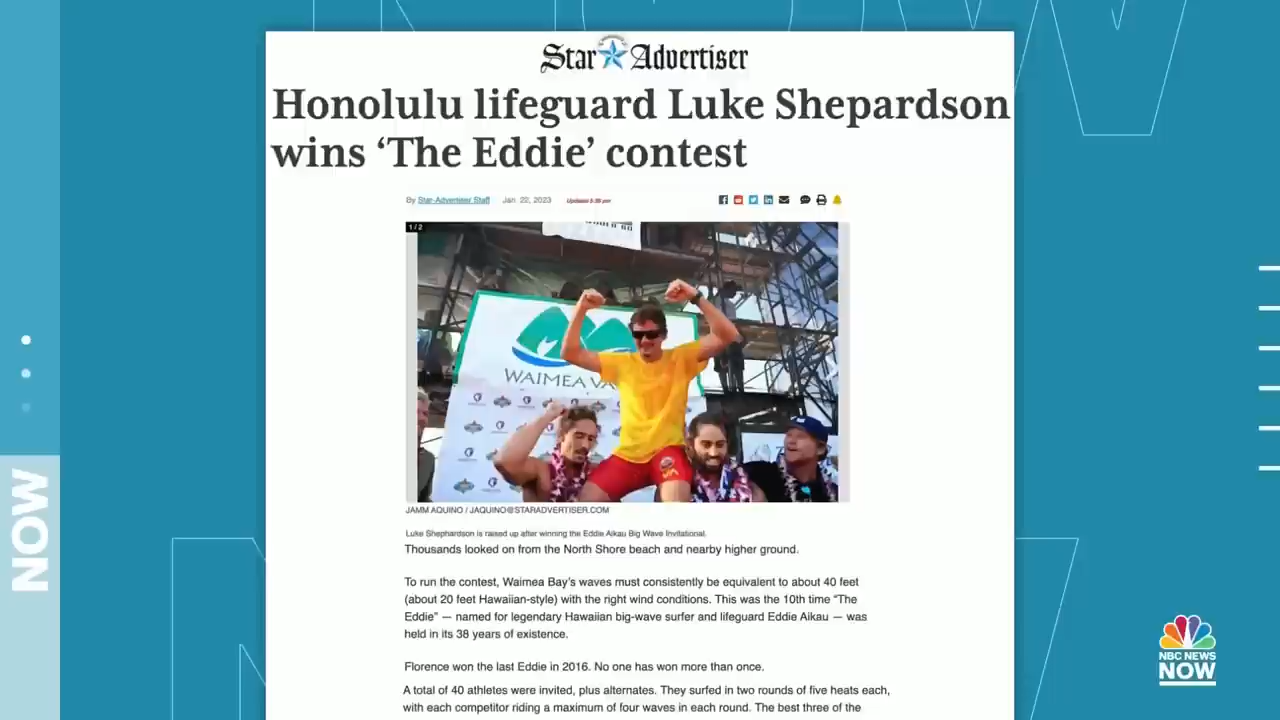 Star Advertiser
Honolulu lifeguard Luke Shepardson
wins ‘The Eddie’ contest
By Star-Advertiser Staff Jan. 22, 2023 Updated 5:35 pm
1 / 2
WAIMEA VA
JAMM AQUINO / JAQUINO@STARADVERTISER.COM
Luke Shephardson is raised up after winning the Eddie Aikau Big Wave Invitational.
Thousands looked on from the North Shore beach and nearby higher ground.
To run the contest, Waimea Bay’s waves must consistently be equivalent to about 40 feet
(about 20 feet Hawaiian-style) with the right wind conditions. This was the 10th time “The
Eddie” — named for legendary Hawaiian big-wave surfer and lifeguard Eddie Aikau — was
held in its 38 years of existence.
Florence won the last Eddie in 2016. No one has won more than once.
A total of 40 athletes were invited, plus alternates. They surfed in two rounds of five heats each,
with each competitor riding a maximum of four waves in each round. The best three of the
NOW
NBC NEWS
NOW